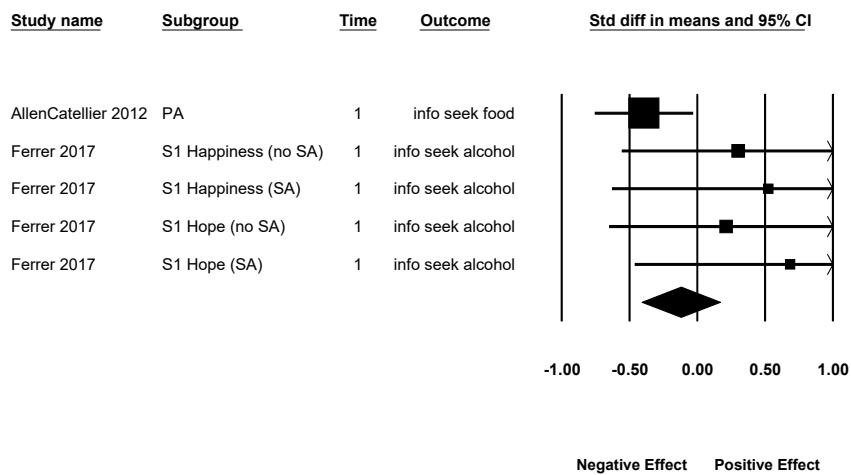 Study name Subgroup Time Outcome Std diff in means and 95% CI
AllenCatellier 2012 PA 1 info seek food
Ferrer 2017 S1 Happiness (no SA) 1 info seek alcohol
Ferrer 2017 S1 Happiness (SA) 1 info seek alcohol
Ferrer 2017 S1 Hope (no SA) 1 info seek alcohol
Ferrer 2017 S1 Hope (SA) 1 info seek alcohol
-1.00 -0.50 0.00 0.50 1.00
Negative Effect Positive Effect